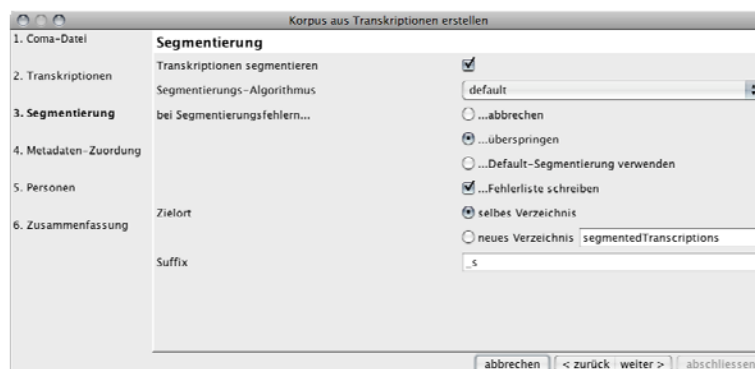 Korpus aus Transkriptionen erstellen
1. Coma-Datei
2. Transkriptionen
3. Segmentierung
4. Metadaten-Zuordung
5. Personen
6. Zusammenfassung
Segmentierung
Transkriptionen segmentieren
Segmentierungs-Algorithmus default
bei Segmentierungsfehlern... ...abbrechen
...überspringen
...Default-Segmentierung verwenden
...Fehlerliste schreiben
Zielort selbes Verzeichnis
neues Verzeichnis segmentedTranscriptions
Suffix _s
abbrechen < zurück weiter > abschliessen